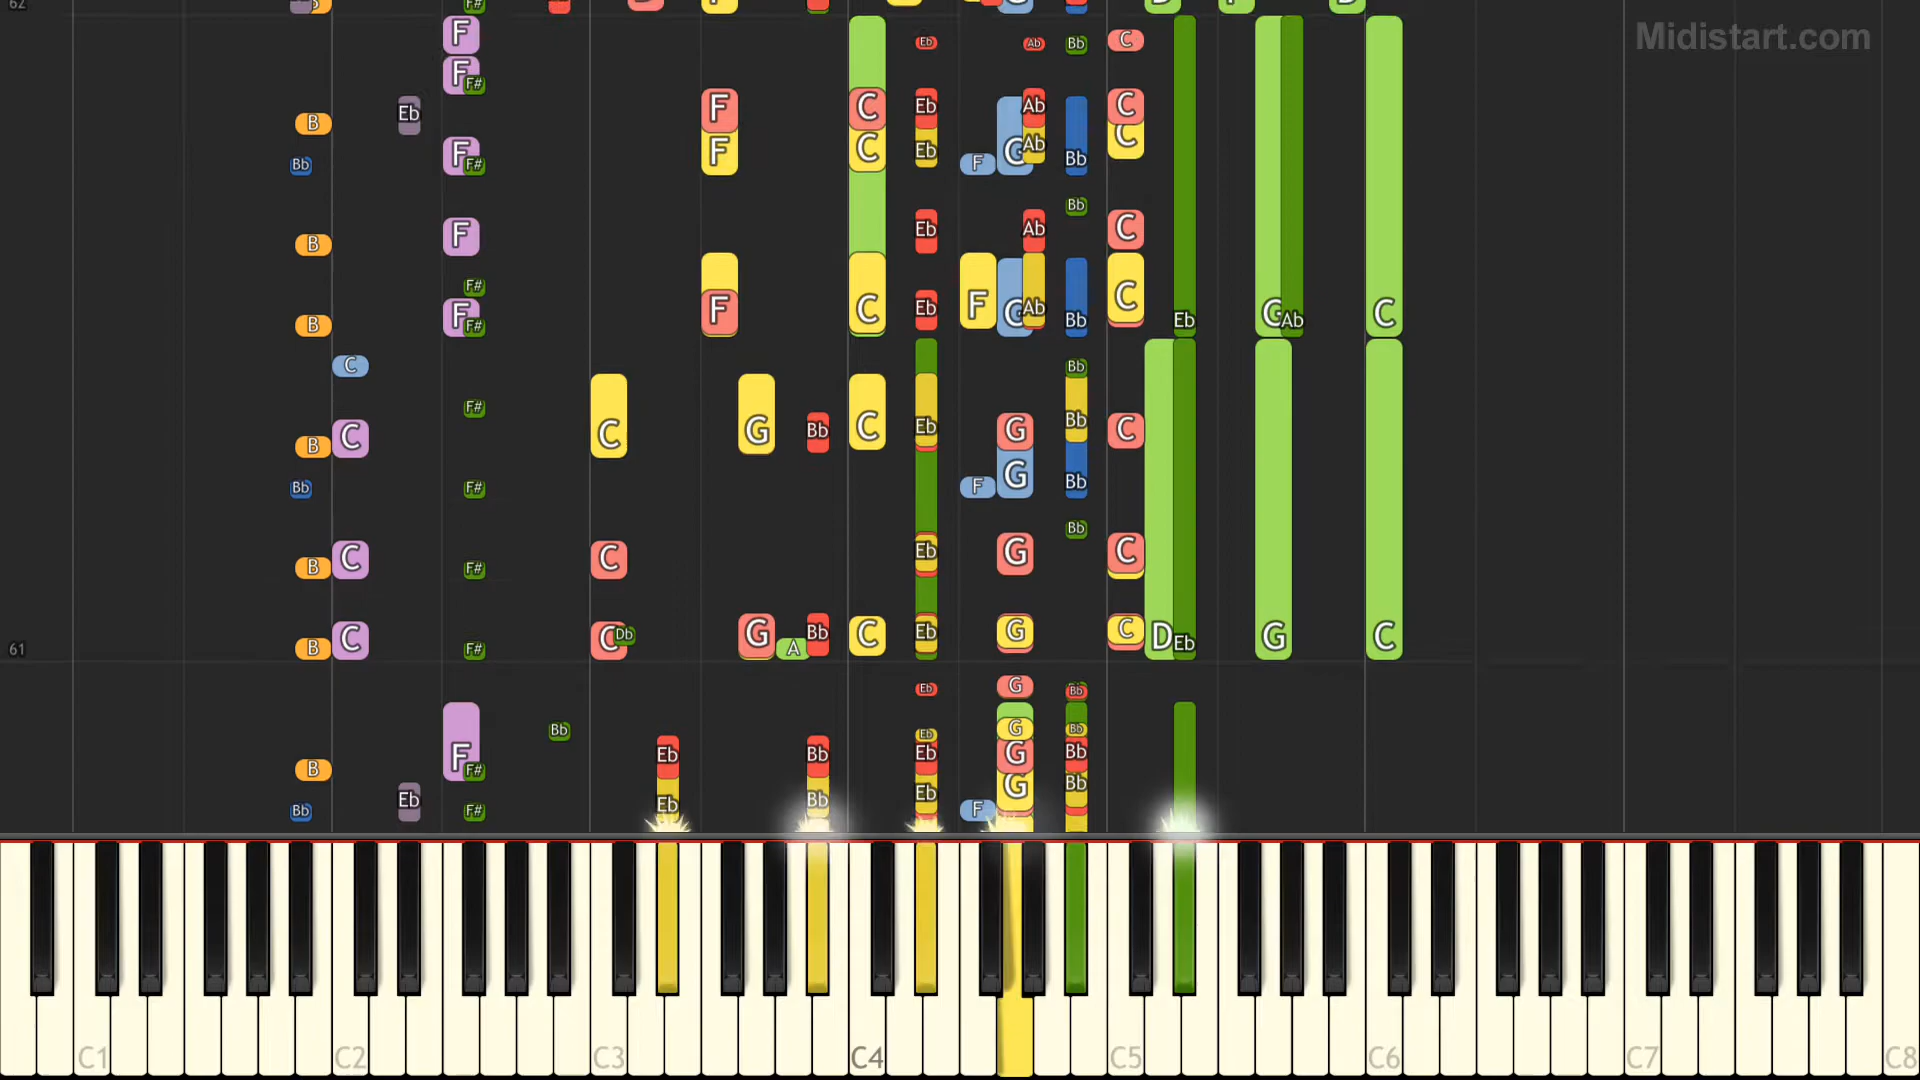 62
Midistart.com
F
Eb Ab Bb C
F
F#
Eb F C Eb Ab C
B
F F C Eb G Ab Bb C
Bb F# F
Bb
F Eb Ab C
B
F#
F F C Eb F G Ab Bb C Eb G Ab C
B F#
C Bb
F#
B C C G Bb C Eb G Bb C
Bb F# F G Bb
Bb
C C Eb G C
B F#
61 B C F# C Db G A Bb C Eb G C D Eb G C
Eb G Bb
Bb Eb G Bb
B F F# Eb Bb Eb G Bb
Bb Eb F# Eb Bb Eb F G Bb
C1 C2 C3 C4 C5 C6 C7 C8